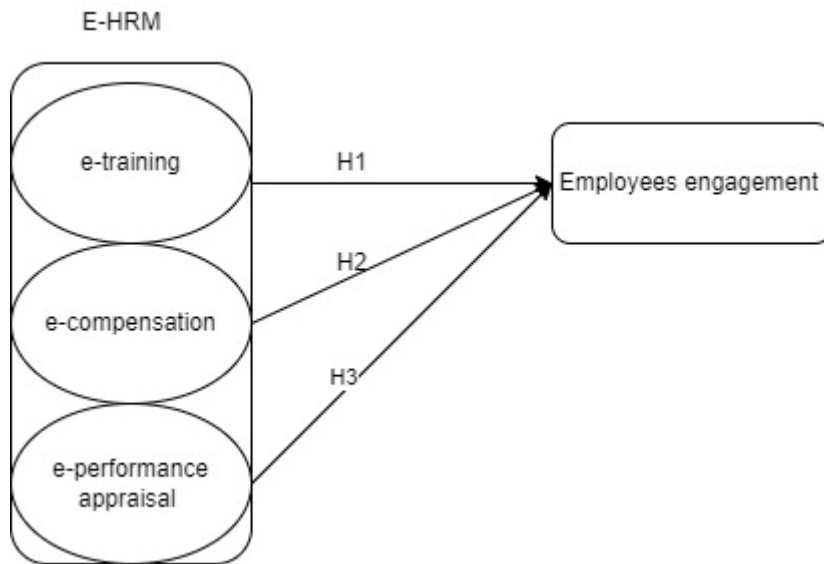 E-HRM
e-training
H1
Employees engagement
e-compensation
H2
H3
e-performance
appraisal